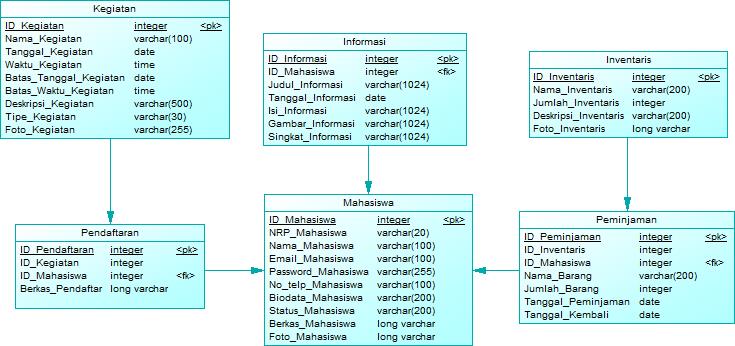 Kegiatan
ID_Kegiatan integer <pk>
Nama_Kegiatan varchar(100)
Tanggal_Kegiatan date
Waktu_Kegiatan time
Batas_Tanggal_Kegiatan date
Batas_Waktu_Kegiatan time
Deskripsi_Kegiatan varchar(500)
Tipe_Kegiatan varchar(30)
Foto_Kegiatan varchar(255)
Informasi
ID_Informasi integer <pk>
ID_Mahasiswa integer <fk>
Judul_Informasi varchar(1024)
Tanggal_Informasi date
Isi_Informasi varchar(1024)
Gambar_Informasi varchar(1024)
Singkat_Informasi varchar(1024)
Inventaris
ID_Inventaris integer <pk>
Nama_Inventaris varchar(200)
Jumlah_Inventaris integer
Deskripsi_Inventaris varchar(200)
Foto_Inventaris long varchar
Pendaftaran
ID_Pendaftaran integer <pk>
ID_Kegiatan integer
ID_Mahasiswa integer <fk>
Berkas_Pendaftar long varchar
Mahasiswa
ID_Mahasiswa integer <pk>
NRP_Mahasiswa varchar(20)
Nama_Mahasiswa varchar(100)
Email_Mahasiswa varchar(100)
Password_Mahasiswa varchar(255)
No_telp_Mahasiswa varchar(100)
Biodata_Mahasiswa varchar(200)
Status_Mahasiswa varchar(200)
Berkas_Mahasiswa long varchar
Foto_Mahasiswa long varchar
Peminjaman
ID_Peminjaman integer <pk>
ID_Inventaris integer
ID_Mahasiswa integer <fk>
Nama_Barang varchar(200)
Jumlah_Barang integer
Tanggal_Peminjaman date
Tanggal_Kembali date